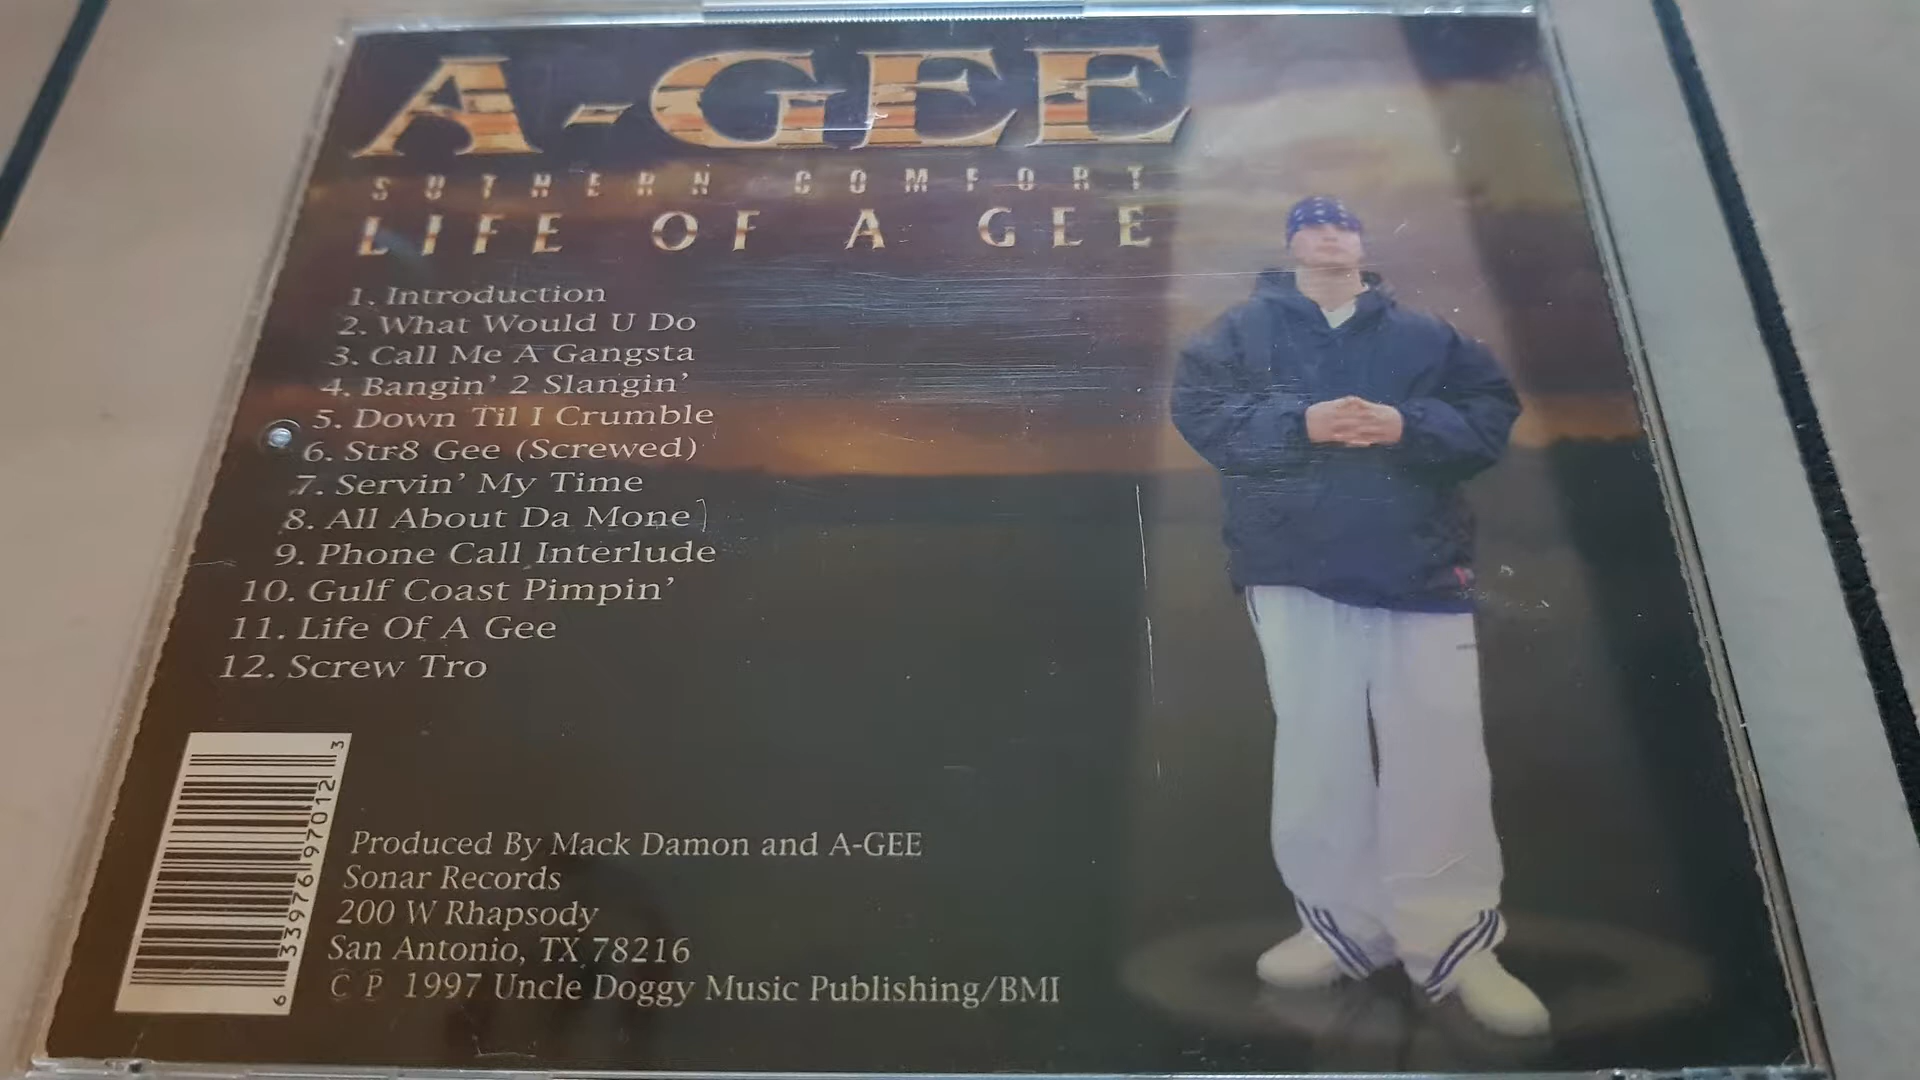 A-GEE
SUTHERN COMFORT
LIFE OF A GEE
1. Introduction
2. What Would U Do
3. Call Me A Gangsta
4. Bangin' 2 Slangin'
5. Down Til I Crumble
6. Str8 Gee (Screwed)
7. Servin' My Time
8. All About Da Mone
9. Phone Call Interlude
10. Gulf Coast Pimpin'
11. Life Of A Gee
12. Screw Tro
6 33976 97012 3
Produced By Mack Damon and A-GEE
Sonar Records
200 W Rhapsody
San Antonio, TX 78216
C P 1997 Uncle Doggy Music Publishing/BMI